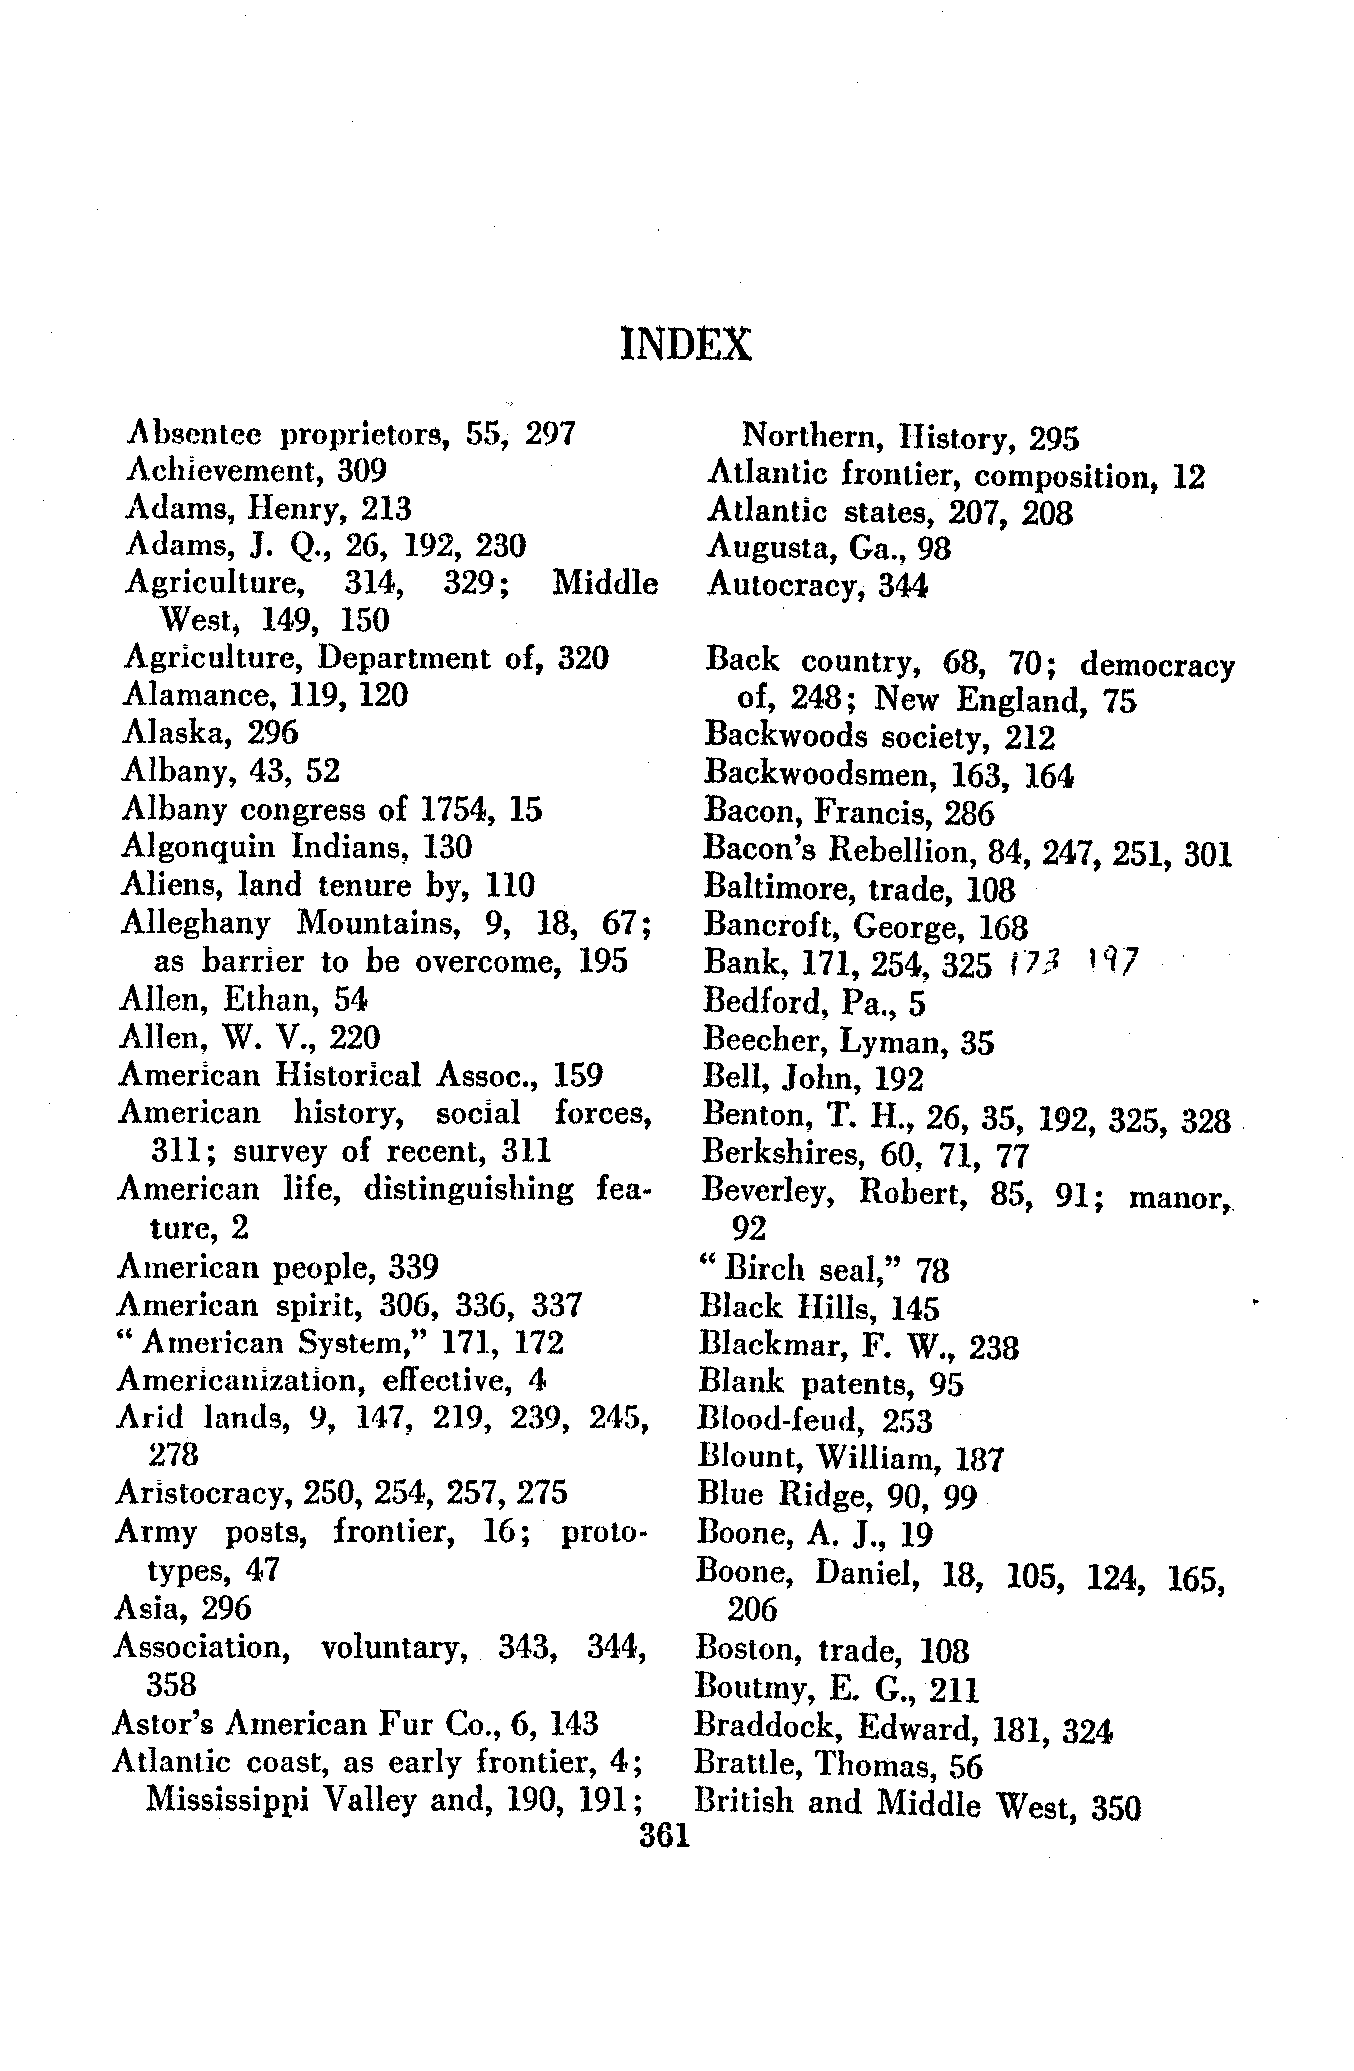 INDEX
Absentee proprietors, 55, 297
Achievement, 309
Adams, Henry, 213
Adams, J. Q., 26, 192, 230
Agriculture, 314, 329; Middle
West, 149, 150
Agriculture, Department of, 320
Alamance, 119, 120
Alaska, 296
Albany, 43, 52
Albany congress of 1754, 15
Algonquin Indians, 130
Aliens, land tenure by, 110
Alleghany Mountains, 9, 18, 67;
as barrier to be overcome, 195
Allen, Ethan, 54
Allen, W. V., 220
American Historical Assoc., 159
American history, social forces,
311; survey of recent, 311
American life, distinguishing fea-
ture, 2
American people, 339
American spirit, 306, 336, 337
“American System,” 171, 172
Americanization, effective, 4
Arid lands, 9, 147, 219, 239, 245,
278
Aristocracy, 250, 254, 257, 275
Army posts, frontier, 16; proto-
types, 47
Asia, 296
Association, voluntary, 343, 344,
358
Astor's American Fur Co., 6, 143
Atlantic coast, as early frontier, 4;
Mississippi Valley and, 190, 191;
Northern, History, 295
Atlantic frontier, composition, 12
Atlantic states, 207, 208
Augusta, Ga., 98
Autocracy, 344
Back country, 68, 70; democracy
of, 248; New England, 75
Backwoods society, 212
Backwoodsmen, 163, 164
Bacon, Francis, 286
Bacon's Rebellion, 84, 247, 251, 301
Baltimore, trade, 108
Bancroft, George, 168
Bank, 171, 254, 325 173 197
Bedford, Pa., 5
Beecher, Lyman, 35
Bell, John, 192
Benton, T. H., 26, 35, 192, 325, 328
Berkshires, 60, 71, 77
Beverley, Robert, 85, 91; manor,
92
“Birch seal,” 78
Black Hills, 145
Blackmar, F. W., 238
Blank patents, 95
Blood-feud, 253
Blount, William, 187
Blue Ridge, 90, 99
Boone, A. J., 19
Boone, Daniel, 18, 105, 124, 165,
206
Boston, trade, 108
Boutmy, E. G., 211
Braddock, Edward, 181, 324
Brattle, Thomas, 56
British and Middle West, 350
361